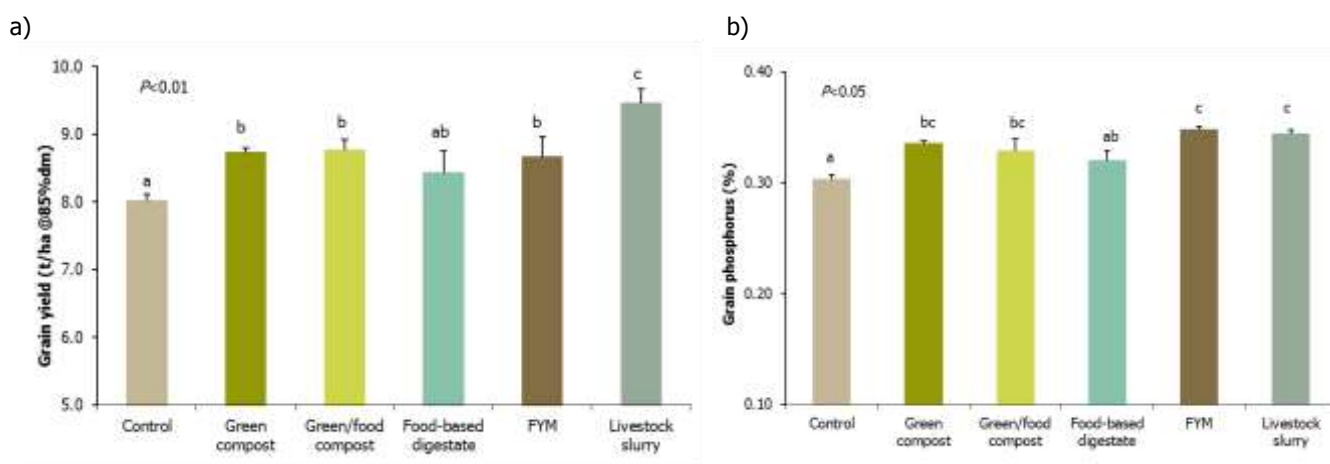 a)
Grain yield (t/ha @85%dm)
10.0
9.0
8.0
7.0
6.0
5.0
P<0.01
a
b
b
ab
b
c
Control
Green
compost
Green/food
compost
Food-based
digestate
FYM
Livestock
slurry
b)
Grain phosphorus (%)
0.40
0.30
0.20
0.10
P<0.05
a
bc
bc
ab
c
c
Control
Green
compost
Green/food
compost
Food-based
digestate
FYM
Livestock
slurry